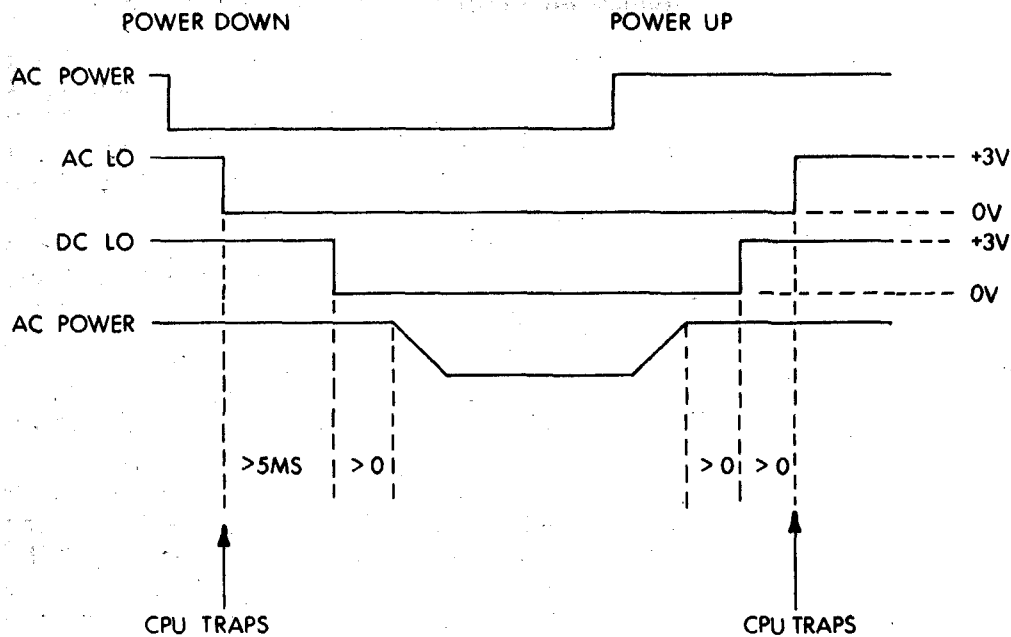 POWER DOWN
POWER UP
AC POWER
AC LO
+3V
0V
DC LO
+3V
0V
AC POWER
>5MS
>0
>0
>0
CPU TRAPS
CPU TRAPS